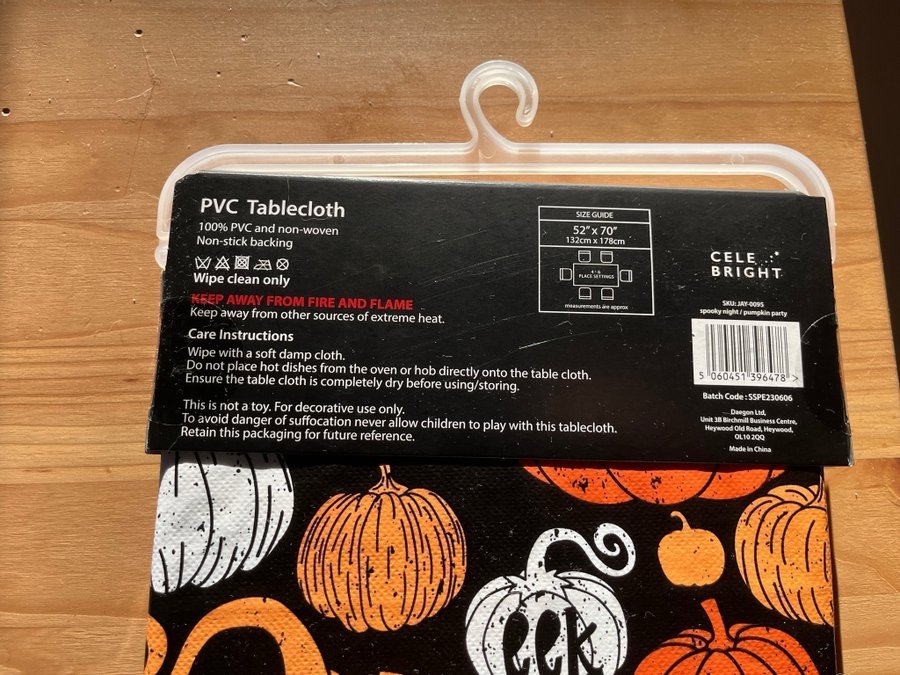 PVC Tablecloth
100% PVC and non-woven
Non-stick backing
Wipe clean only
KEEP AWAY FROM FIRE AND FLAME
Keep away from other sources of extreme heat.
Care Instructions
Wipe with a soft damp cloth.
Do not place hot dishes from the oven or hob directly onto the table cloth.
Ensure the table cloth is completely dry before using/storing.
This is not a toy. For decorative use only.
To avoid danger of suffocation never allow children to play with this tablecloth.
Retain this packaging for future reference.
SIZE GUIDE
52” x 70”
132cm x 178cm
4 - 6
PLACE SETTINGS
measurements are approx
CELE
BRIGHT
SKU: JAY-0095
spooky night / pumpkin party
5 060451 396478 >
Batch Code : SSPE230606
Daegon Ltd,
Unit 3B Birchmill Business Centre,
Heywood Old Road, Heywood,
OL10 2QQ
Made in China
eek